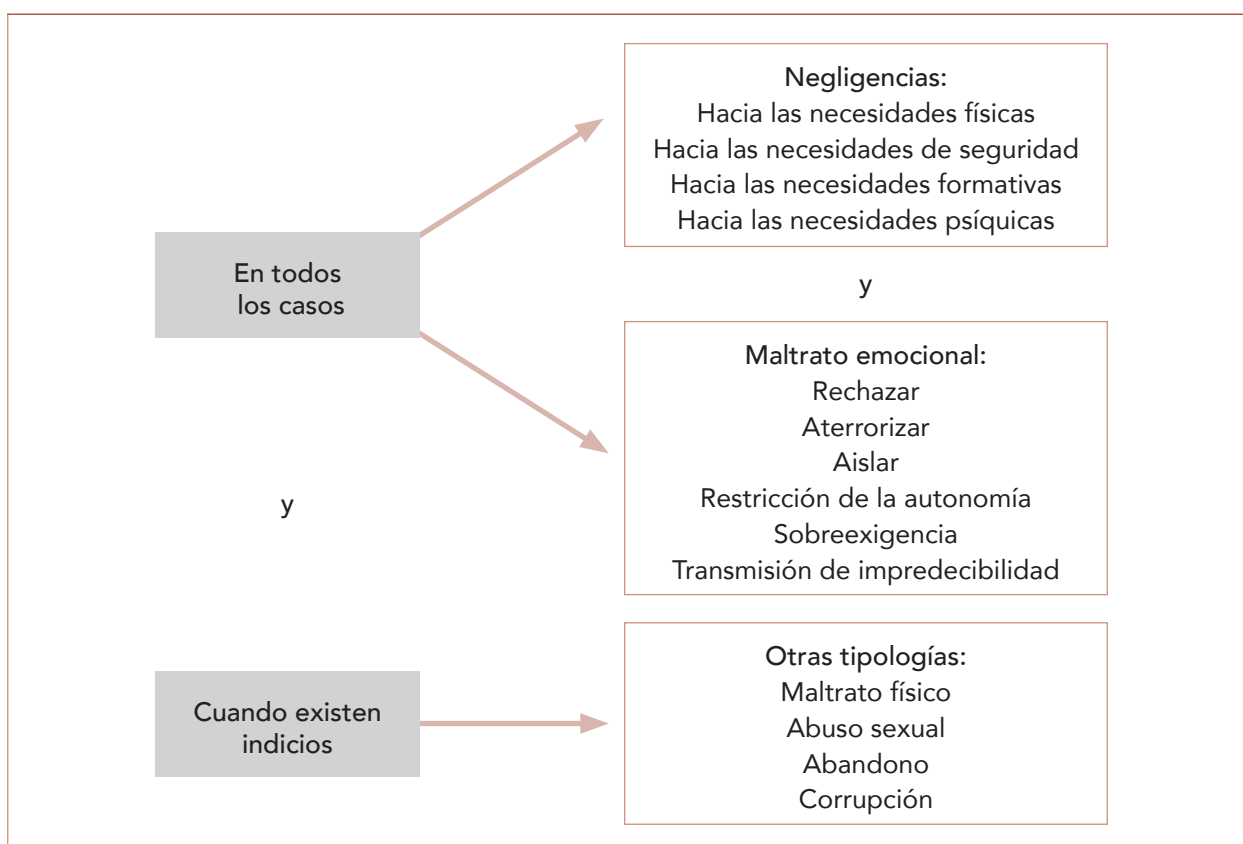 Negligencias:
Hacia las necesidades físicas
Hacia las necesidades de seguridad
Hacia las necesidades formativas
Hacia las necesidades psíquicas
En todos
los casos
y
Maltrato emocional:
Rechazar
Aterrorizar
Aislar
Restricción de la autonomía
Sobreexigencia
Transmisión de impredecibilidad
y
Otras tipologías:
Maltrato físico
Abuso sexual
Abandono
Corrupción
Cuando existen
indicios